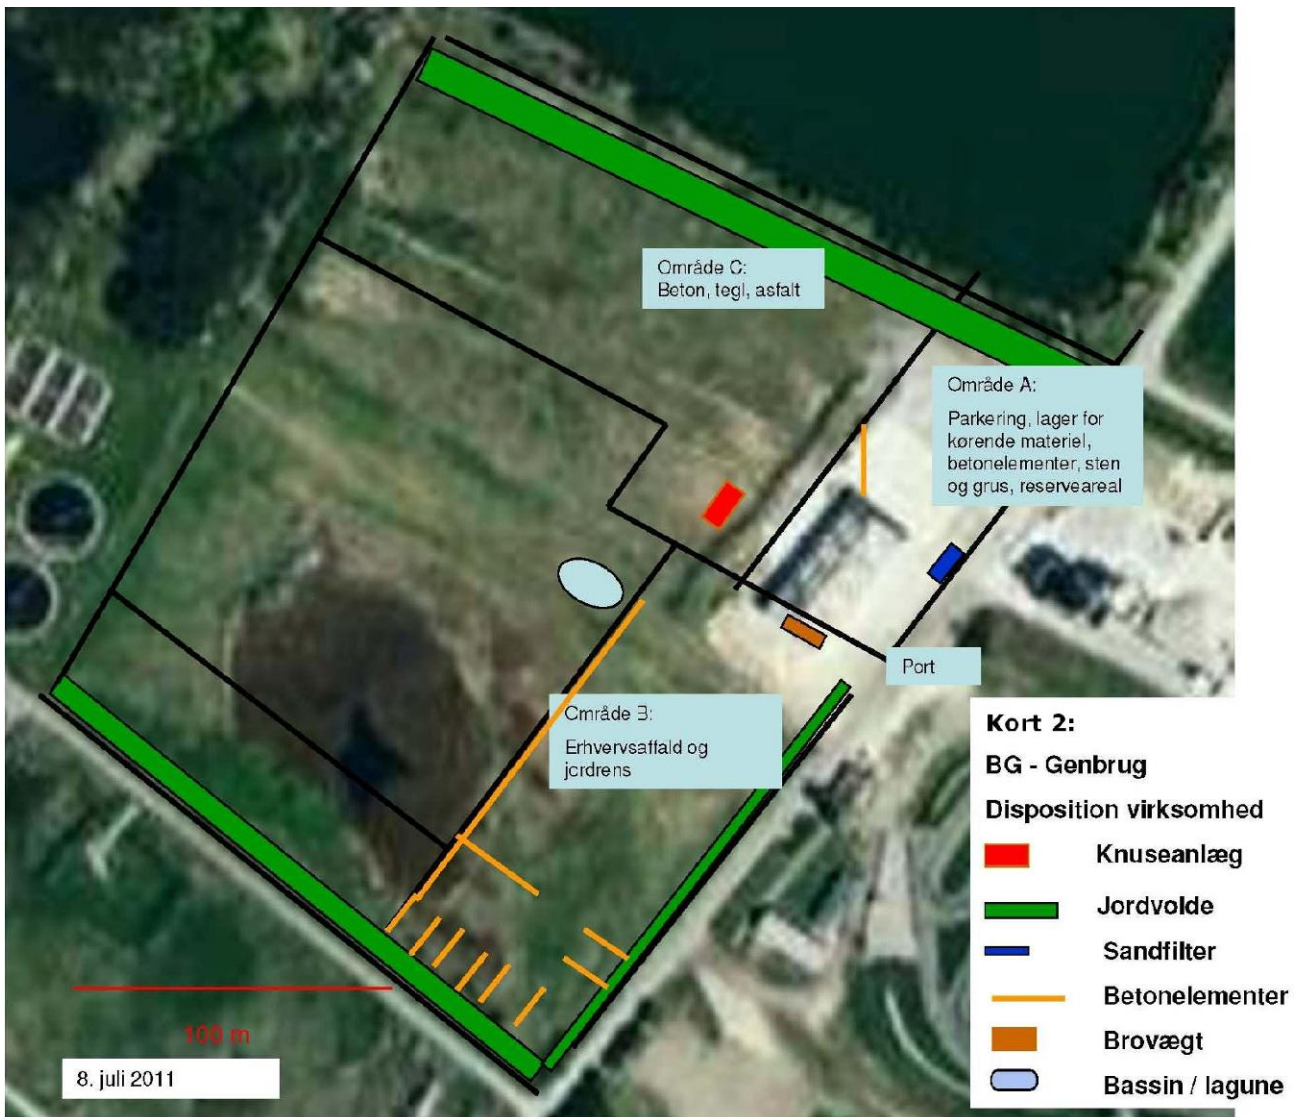 Område C:
Beton, tegl, asfalt
Område A:
Parkering, lager for
kørende materiel,
betonelementer, sten
og grus, reserveareal
Port
Område B:
Erhvervsaffald og
jordrens
Kort 2:
BG - Genbrug
Disposition virksomhed
Knuseanlæg
Jordvolde
Sandfilter
Betonelementer
Brovægt
Bassin / lagune
100 m
8. juli 2011